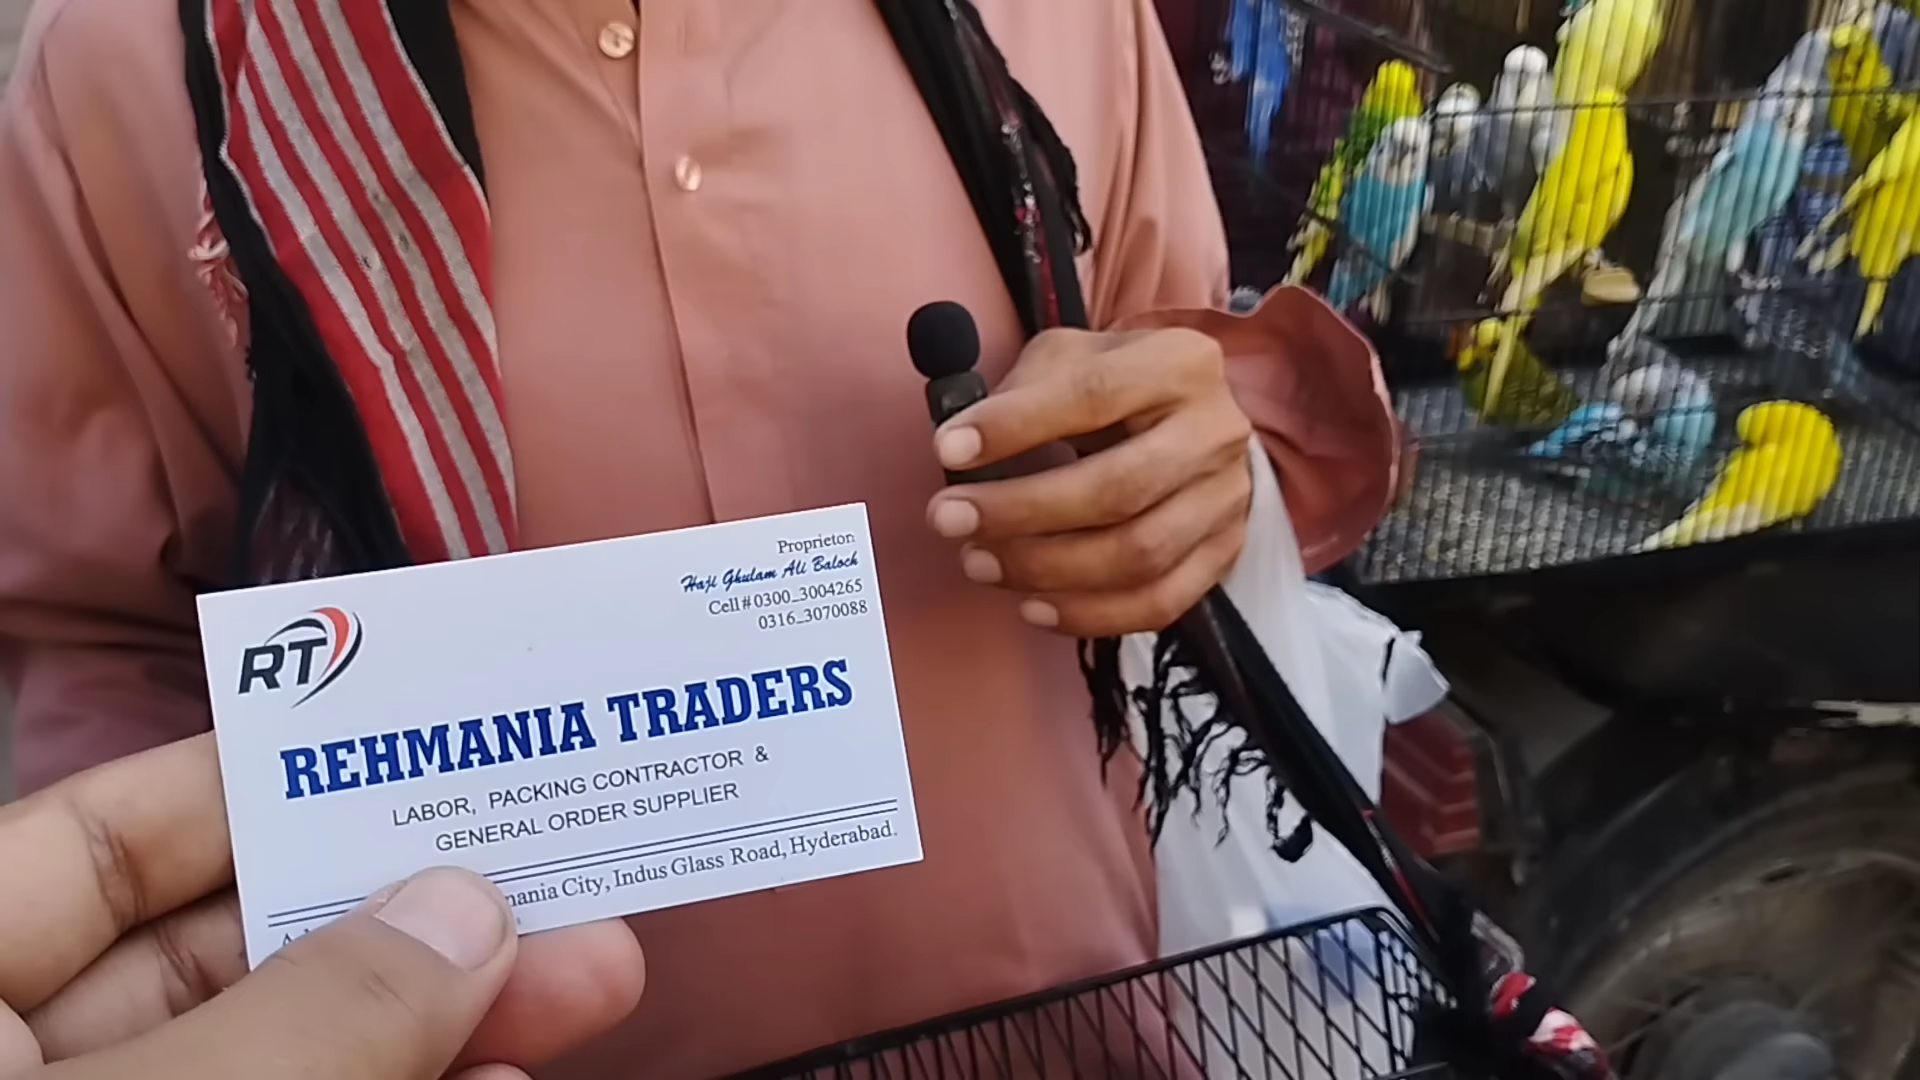 Proprieton
Haji Ghulam Ali Baloch
Cell # 0300_3004265
0316_3070088
RT
REHMANIA TRADERS
LABOR, PACKING CONTRACTOR &
GENERAL ORDER SUPPLIER
City, Indus Glass Road, Hyderabad.